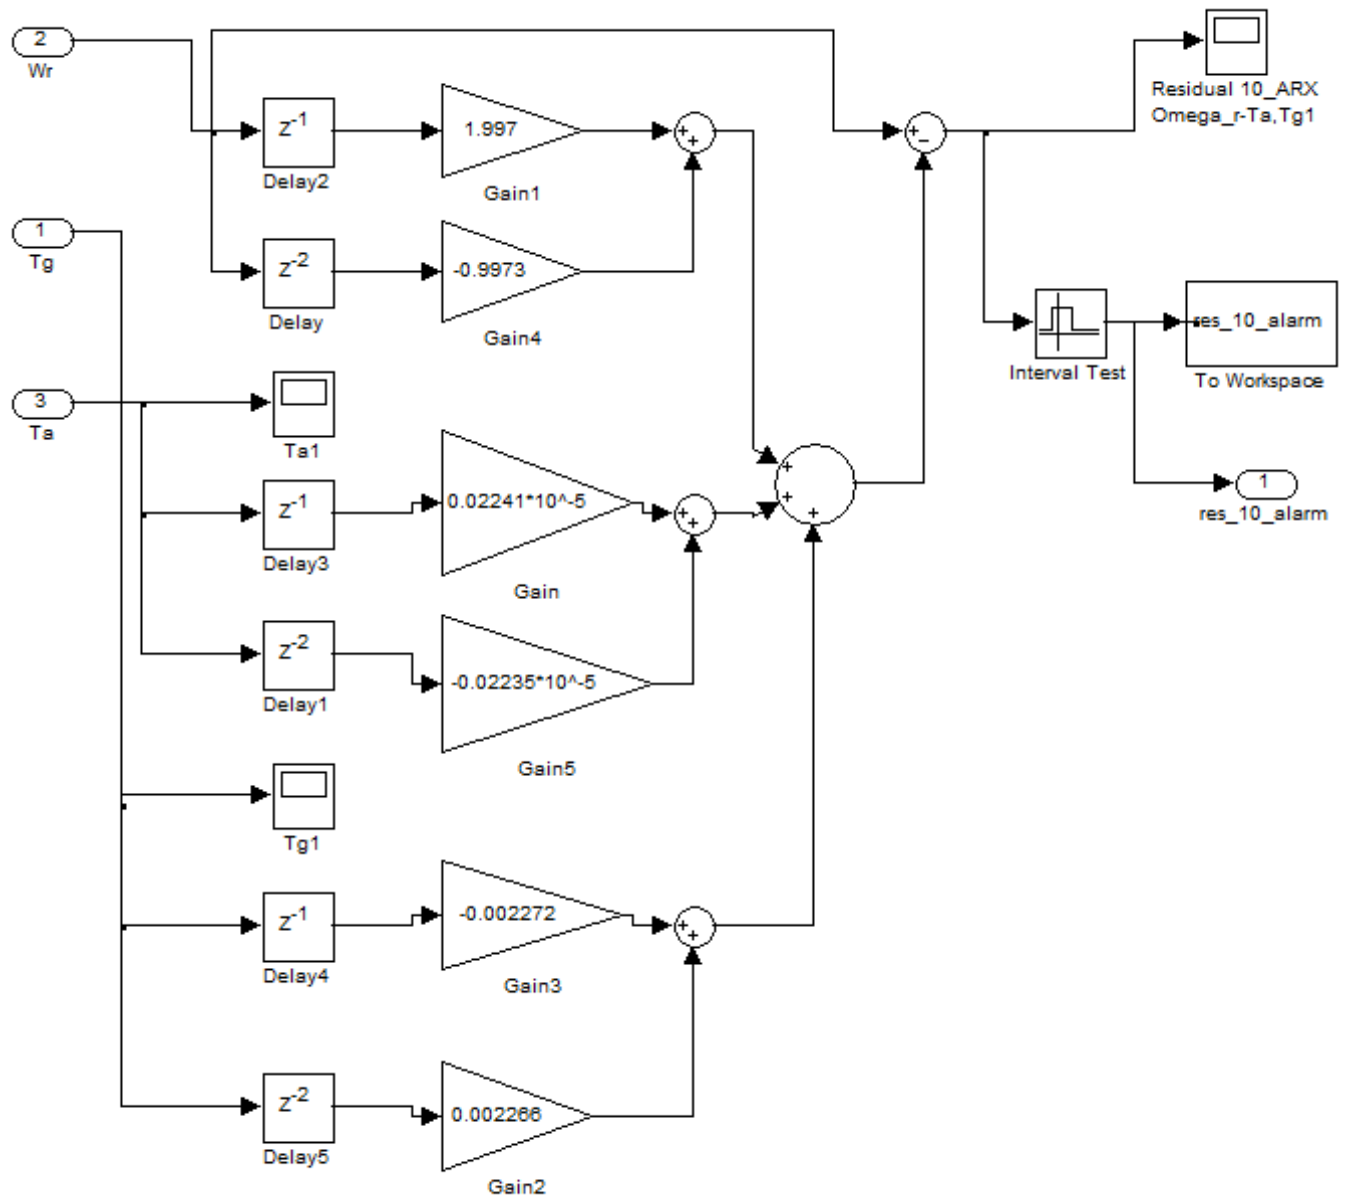 2
Wr
z-1
Delay2
1.997
Gain1
+
+
+
−
Residual 10_ARX
Omega_r-Ta,Tg1
1
Tg
z-2
Delay
-0.9973
Gain4
Interval Test
res_10_alarm
To Workspace
3
Ta
Ta1
z-1
Delay3
0.02241*10^-5
Gain
+
+
+
+
+
1
res_10_alarm
z-2
Delay1
-0.02235*10^-5
Gain5
Tg1
z-1
Delay4
-0.002272
Gain3
+
+
z-2
Delay5
0.002266
Gain2